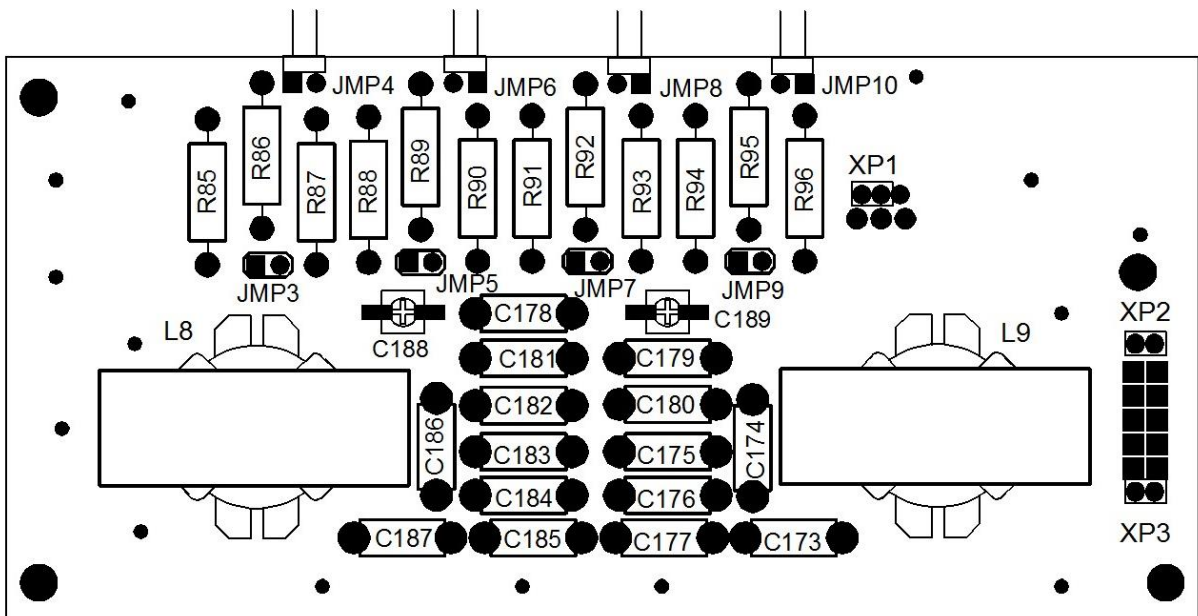 JMP4
JMP6
JMP8
JMP10
R85
R86
R87
R88
R89
R90
R91
R92
R93
R94
R95
R96
XP1
JMP3
JMP5
JMP7
JMP9
C188
C178
C189
XP2
L8
L9
C181
C179
C182
C180
C186
C183
C175
C174
C184
C176
C187
C185
C177
C173
XP3